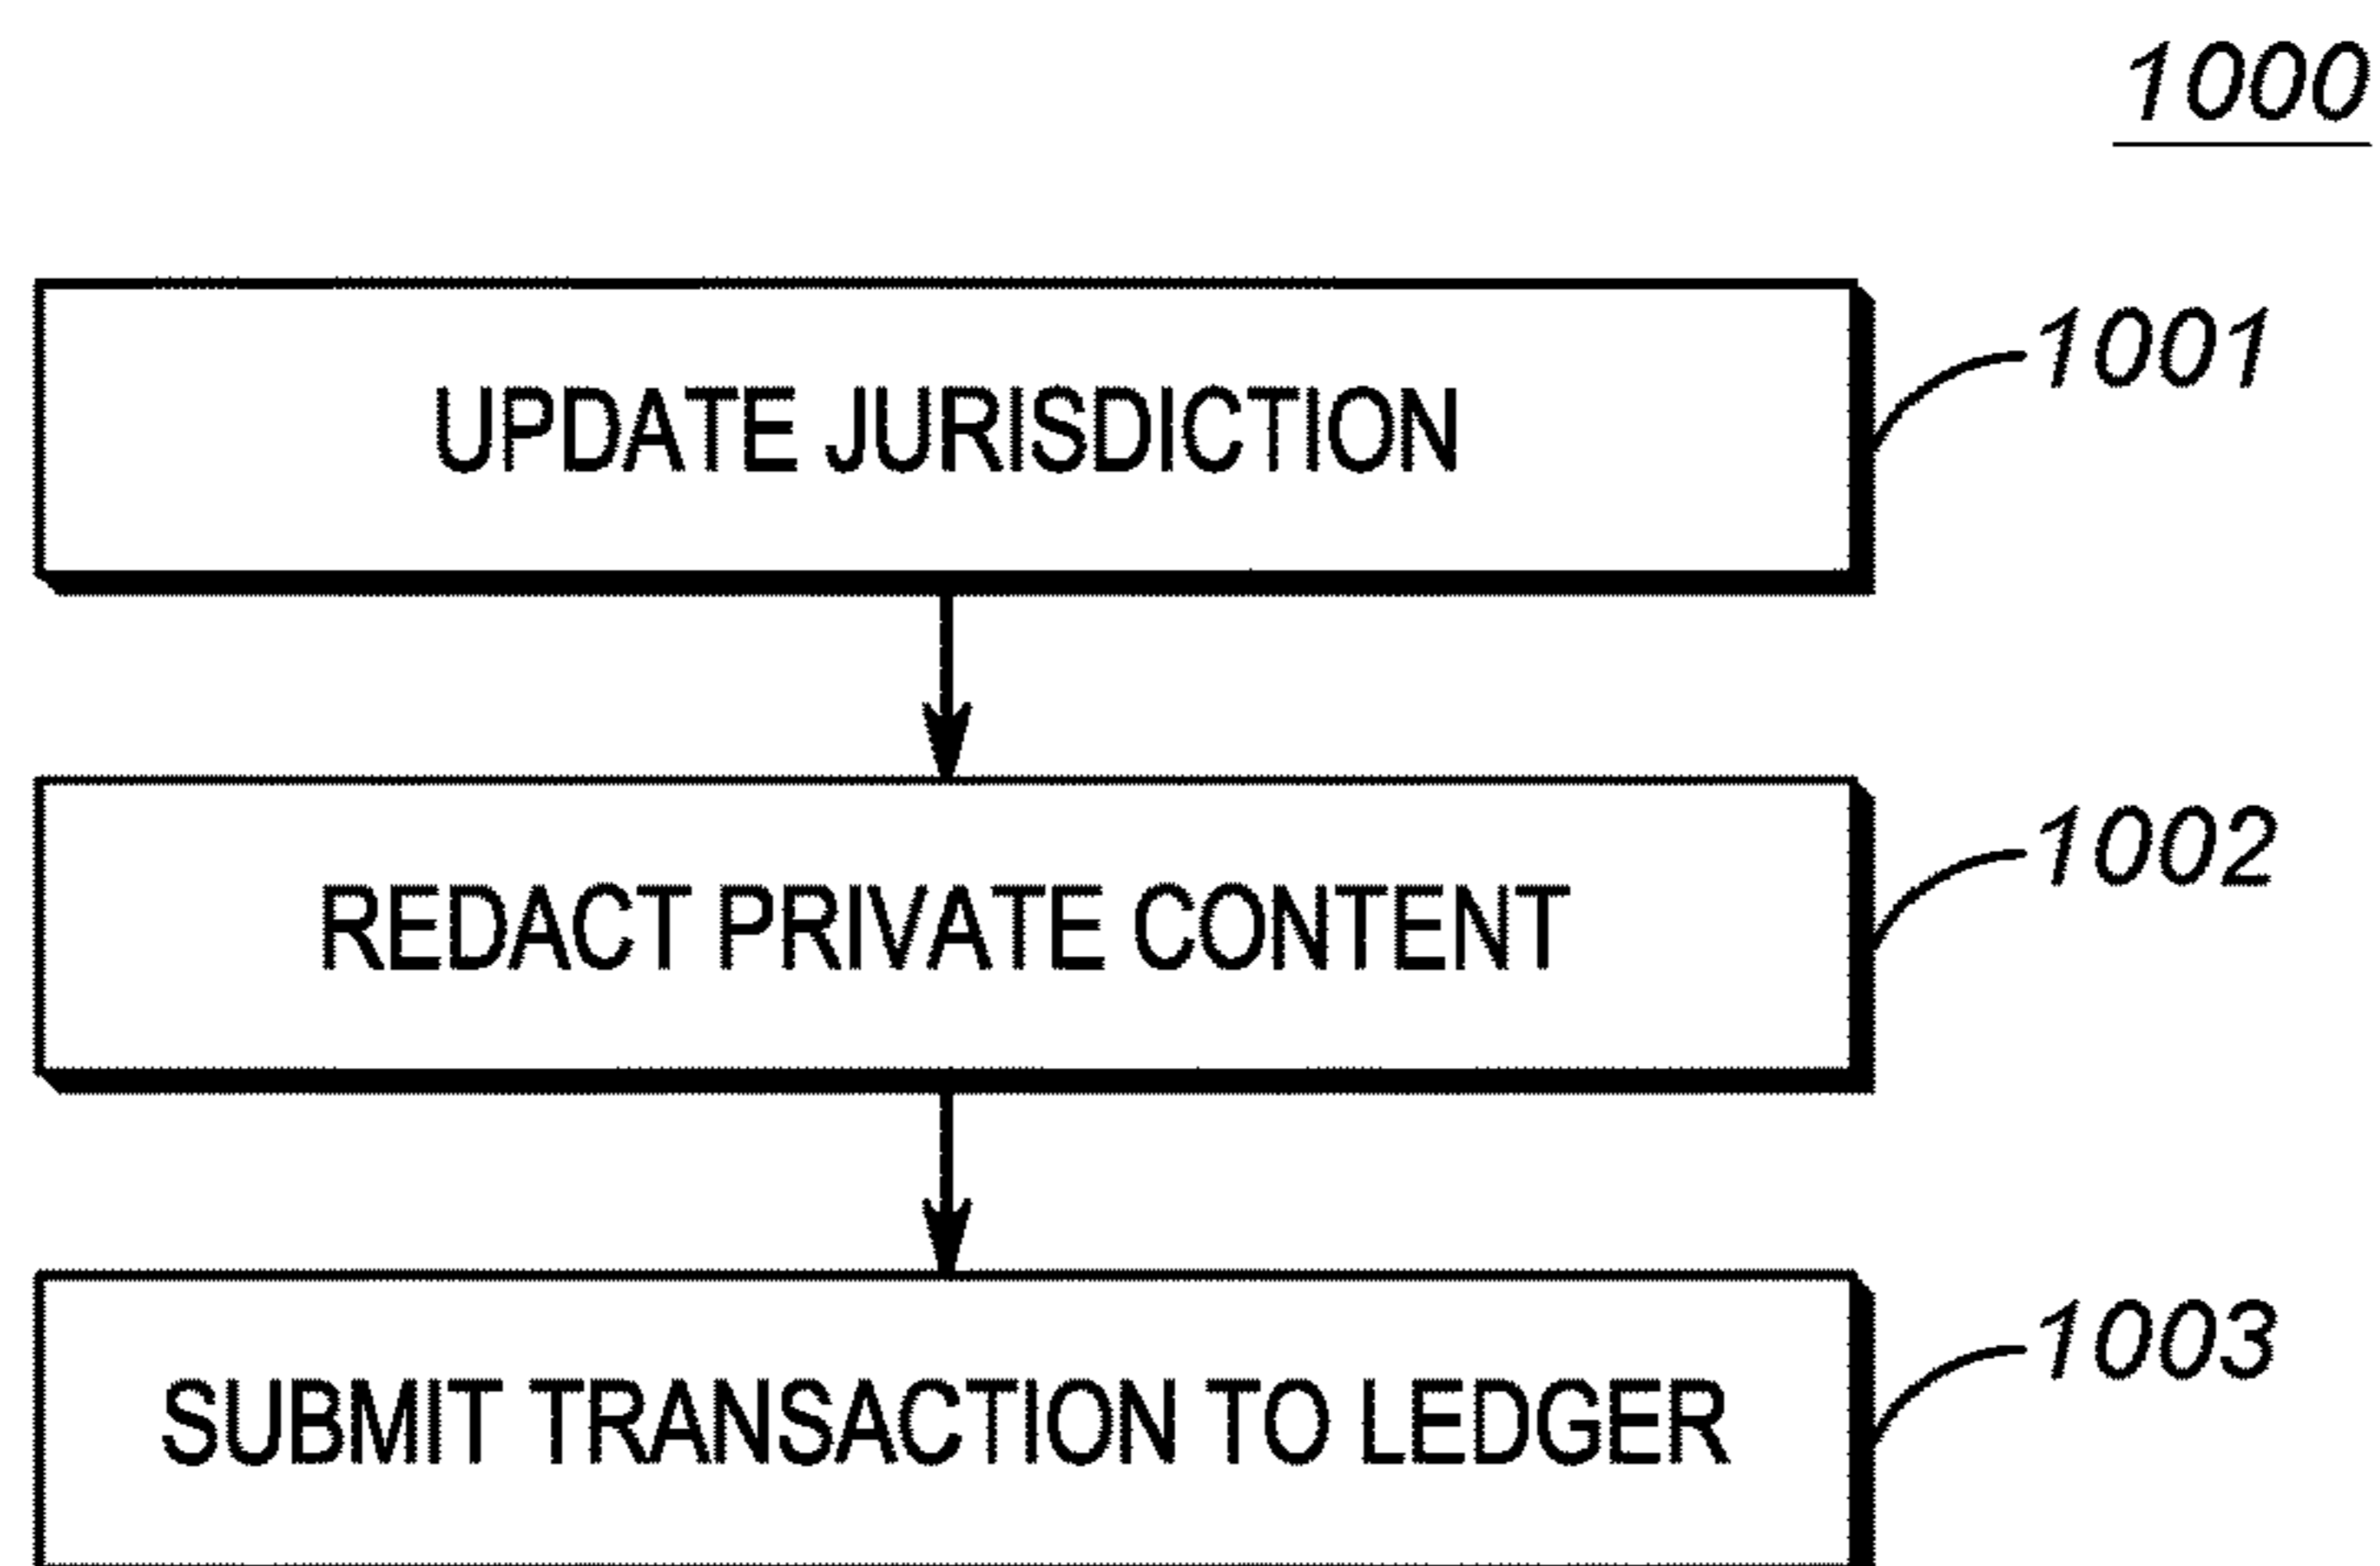 1000
UPDATE JURISDICTION
1001
REDACT PRIVATE CONTENT
1002
SUBMIT TRANSACTION TO LEDGER
1003